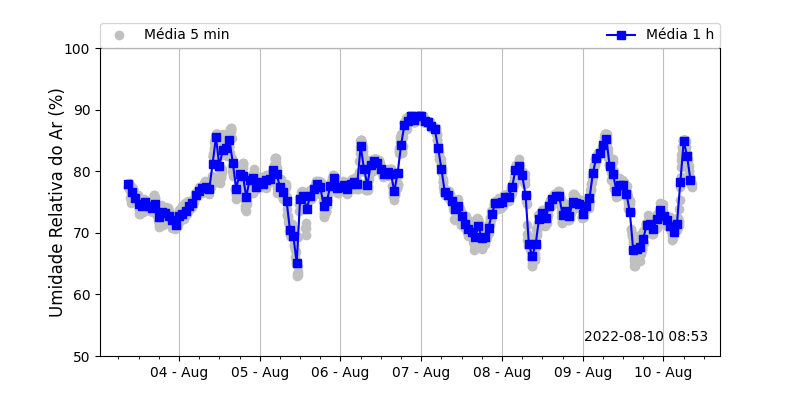 Média 5 min
Média 1 h
100
90
80
70
60
50
Umidade Relativa do Ar (%)
2022-08-10 08:53
04 - Aug
05 - Aug
06 - Aug
07 - Aug
08 - Aug
09 - Aug
10 - Aug